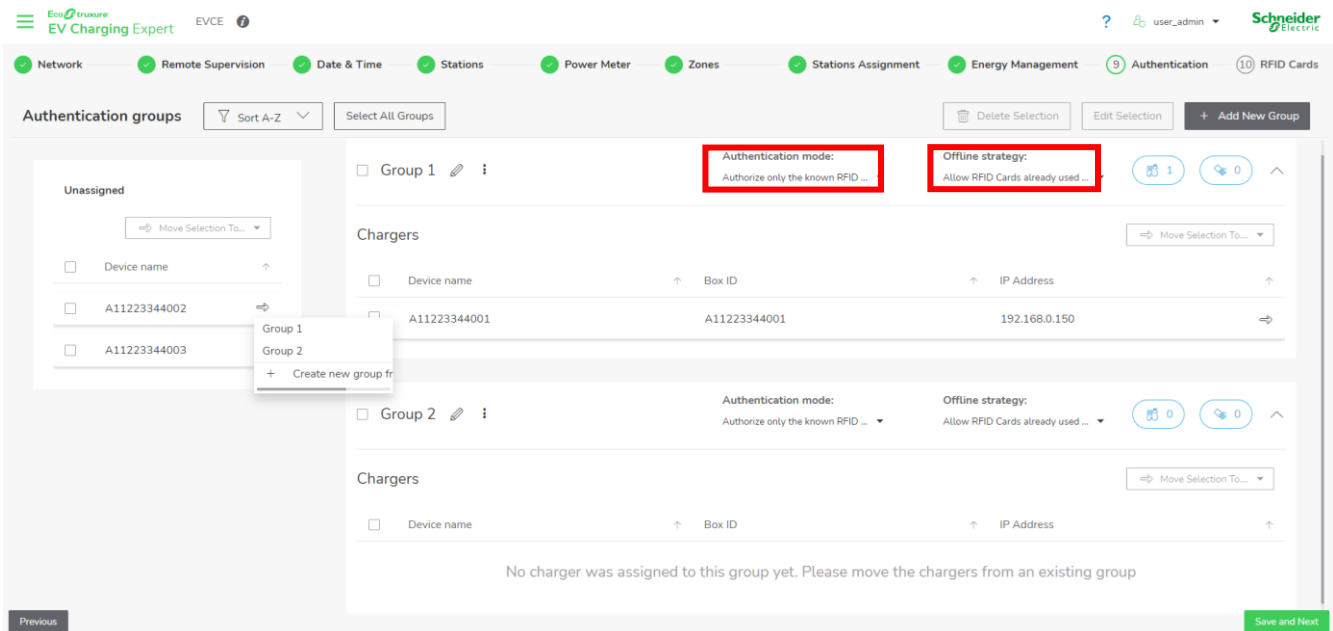 EcoStruxure
EV Charging Expert
EVCE
?
user_admin
Schneider Electric
Network
Remote Supervision
Date & Time
Stations
Power Meter
Zones
Stations Assignment
Energy Management
9 Authentication
10 RFID Cards
Authentication groups
Sort A-Z
Select All Groups
Delete Selection
Edit Selection
+ Add New Group
Unassigned
Move Selection To...
Device name
A11223344002
A11223344003
Group 1
Group 2
+ Create new group fr
Group 1
Authentication mode:
Authorize only the known RFID ...
Offline strategy:
Allow RFID Cards already used ...
1
0
Chargers
Move Selection To...
Device name
Box ID
IP Address
A11223344001
A11223344001
192.168.0.150
Group 2
Authentication mode:
Authorize only the known RFID ...
Offline strategy:
Allow RFID Cards already used ...
0
0
Chargers
Move Selection To...
Device name
Box ID
IP Address
No charger was assigned to this group yet. Please move the chargers from an existing group
Previous
Save and Next